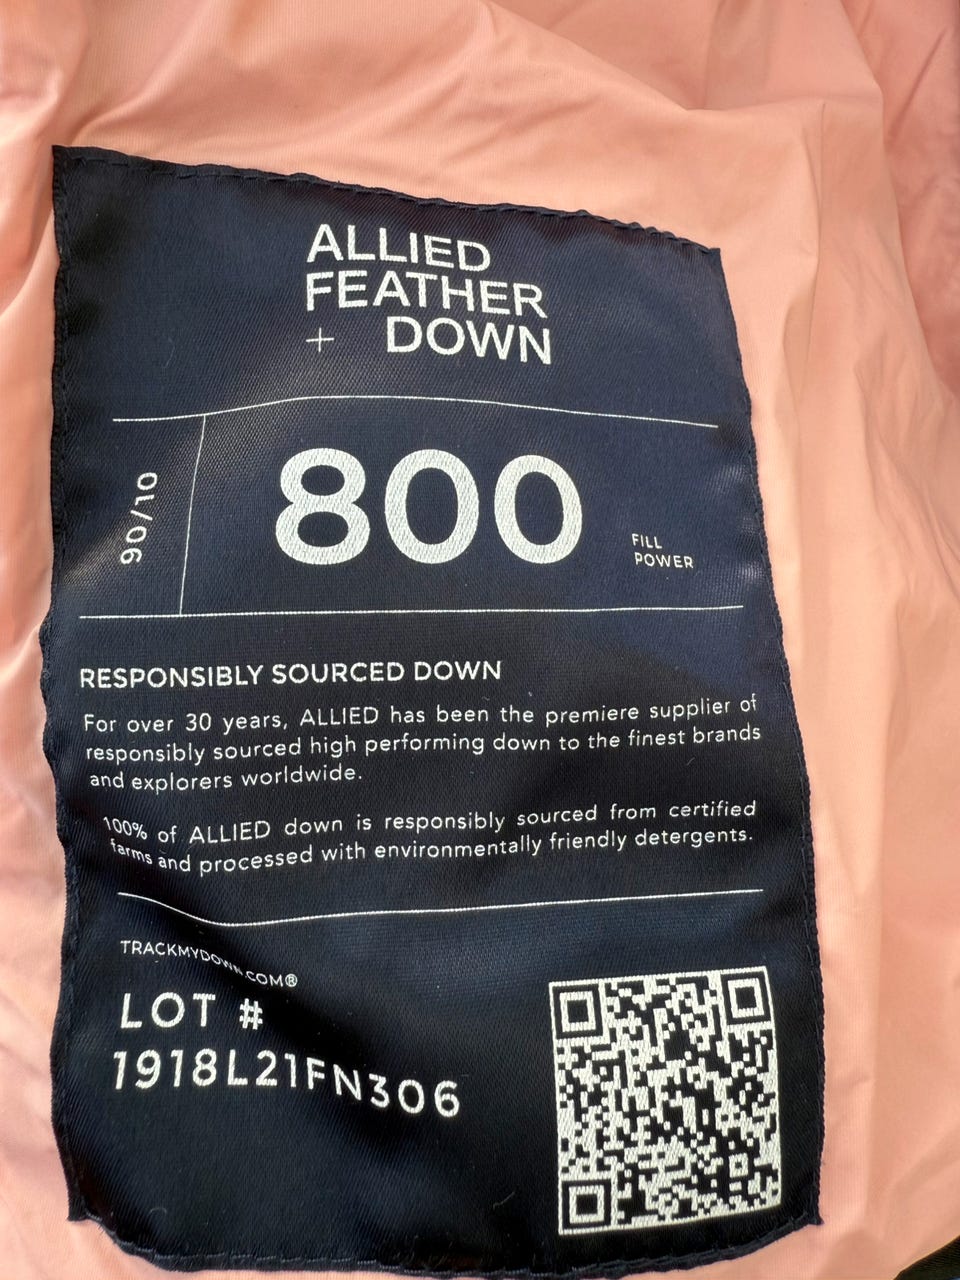 ALLIED
FEATHER
+ DOWN
90/10
800
FILL
POWER
RESPONSIBLY SOURCED DOWN
For over 30 years, ALLIED has been the premiere supplier of
responsibly sourced high performing down to the finest brands
and explorers worldwide.
100% of ALLIED down is responsibly sourced from certified
farms and processed with environmentally friendly detergents.
TRACKMYDOWN.COM®
LOT #
1918L21FN306